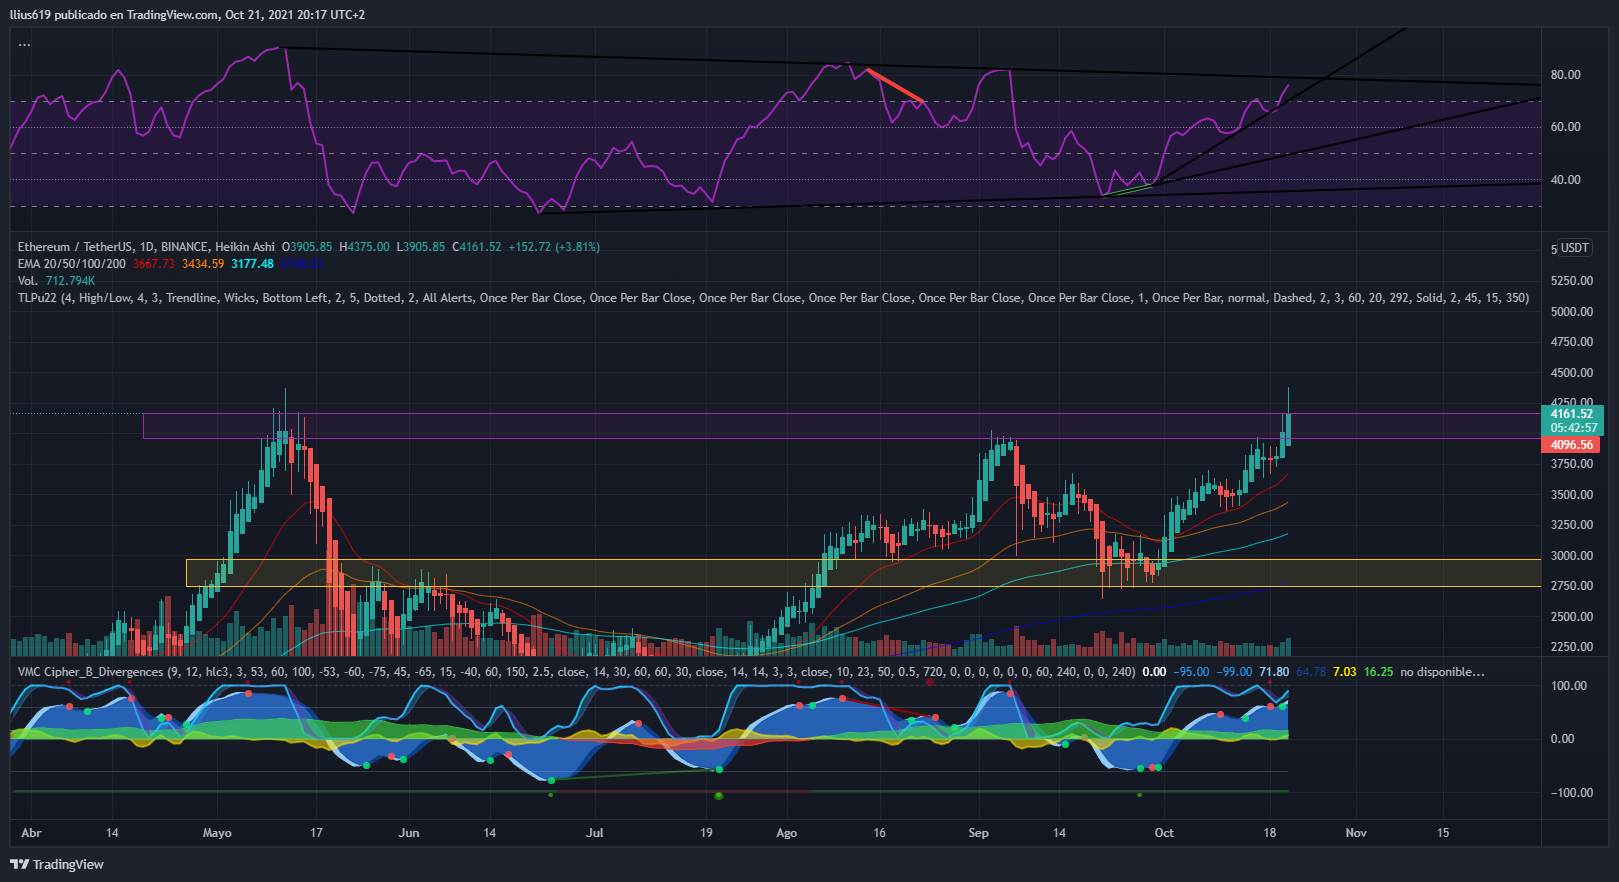 llius619 publicado en TradingView.com, Oct 21, 2021 20:17 UTC+2
...
80.00
60.00
40.00
Ethereum / TetherUS, 1D, BINANCE, Heikin Ashi O3905.85 H4375.00 L3905.85 C4161.52 +152.72 (+3.81%)
EMA 20/50/100/200 3667.73 3434.59 3177.48
Vol. 712.794K
TLPu22 (4, High/Low, 4, 3, Trendline, Wicks, Bottom Left, 2, 5, Dotted, 2, All Alerts, Once Per Bar Close, Once Per Bar Close, Once Per Bar Close, Once Per Bar Close, Once Per Bar Close, Once Per Bar Close, 1, Once Per Bar, normal, Dashed, 2, 3, 60, 20, 292, Solid, 2, 45, 15, 350)
5 USDT
5250.00
5000.00
4750.00
4500.00
4250.00
4161.52
05:42:57
4096.56
3750.00
3500.00
3250.00
3000.00
2750.00
2500.00
2250.00
VMC Cipher_B_Divergences (9, 12, hlc3, 3, 53, 60, 100, -53, -60, -75, 45, -65, 15, -40, 60, 150, 2.5, close, 14, 30, 60, 60, 30, close, 14, 14, 3, 3, close, 10, 23, 50, 0.5, 720, 0, 0, 0, 0, 0, 0, 0, 60, 240, 0, 0, 240) 0.00 −95.00 −99.00 71.80 64.78 7.03 16.25 no disponible...
100.00
0.00
−100.00
Abr 14 Mayo 17 Jun 14 Jul 19 Ago 16 Sep 14 Oct 18 Nov 15
TradingView